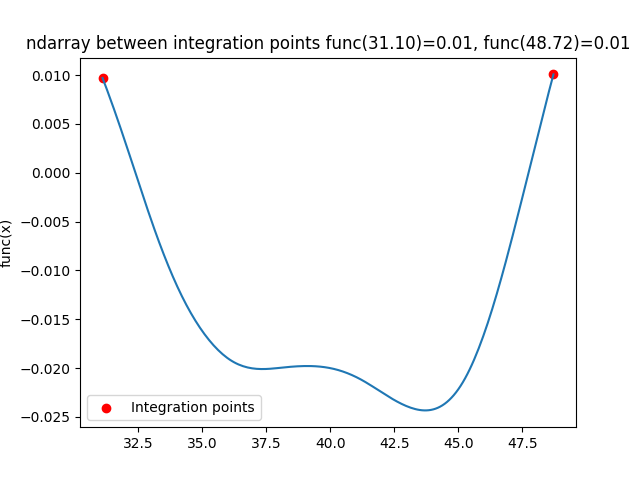 ndarray between integration points func(31.10)=0.01, func(48.72)=0.01
0.010
0.005
0.000
−0.005
−0.010
−0.015
−0.020
−0.025
func(x)
Integration points
32.5 35.0 37.5 40.0 42.5 45.0 47.5